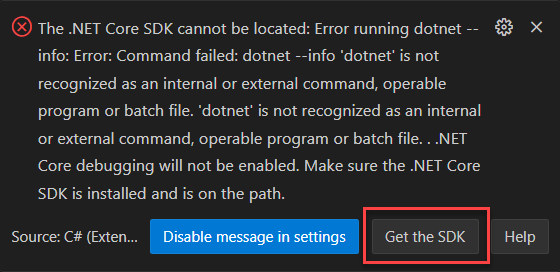 The .NET Core SDK cannot be located: Error running dotnet --
info: Error: Command failed: dotnet --info 'dotnet' is not
recognized as an internal or external command, operable
program or batch file. 'dotnet' is not recognized as an internal
or external command, operable program or batch file. . .NET
Core debugging will not be enabled. Make sure the .NET Core
SDK is installed and is on the path.
Source: C# (Exten... Disable message in settings Get the SDK Help